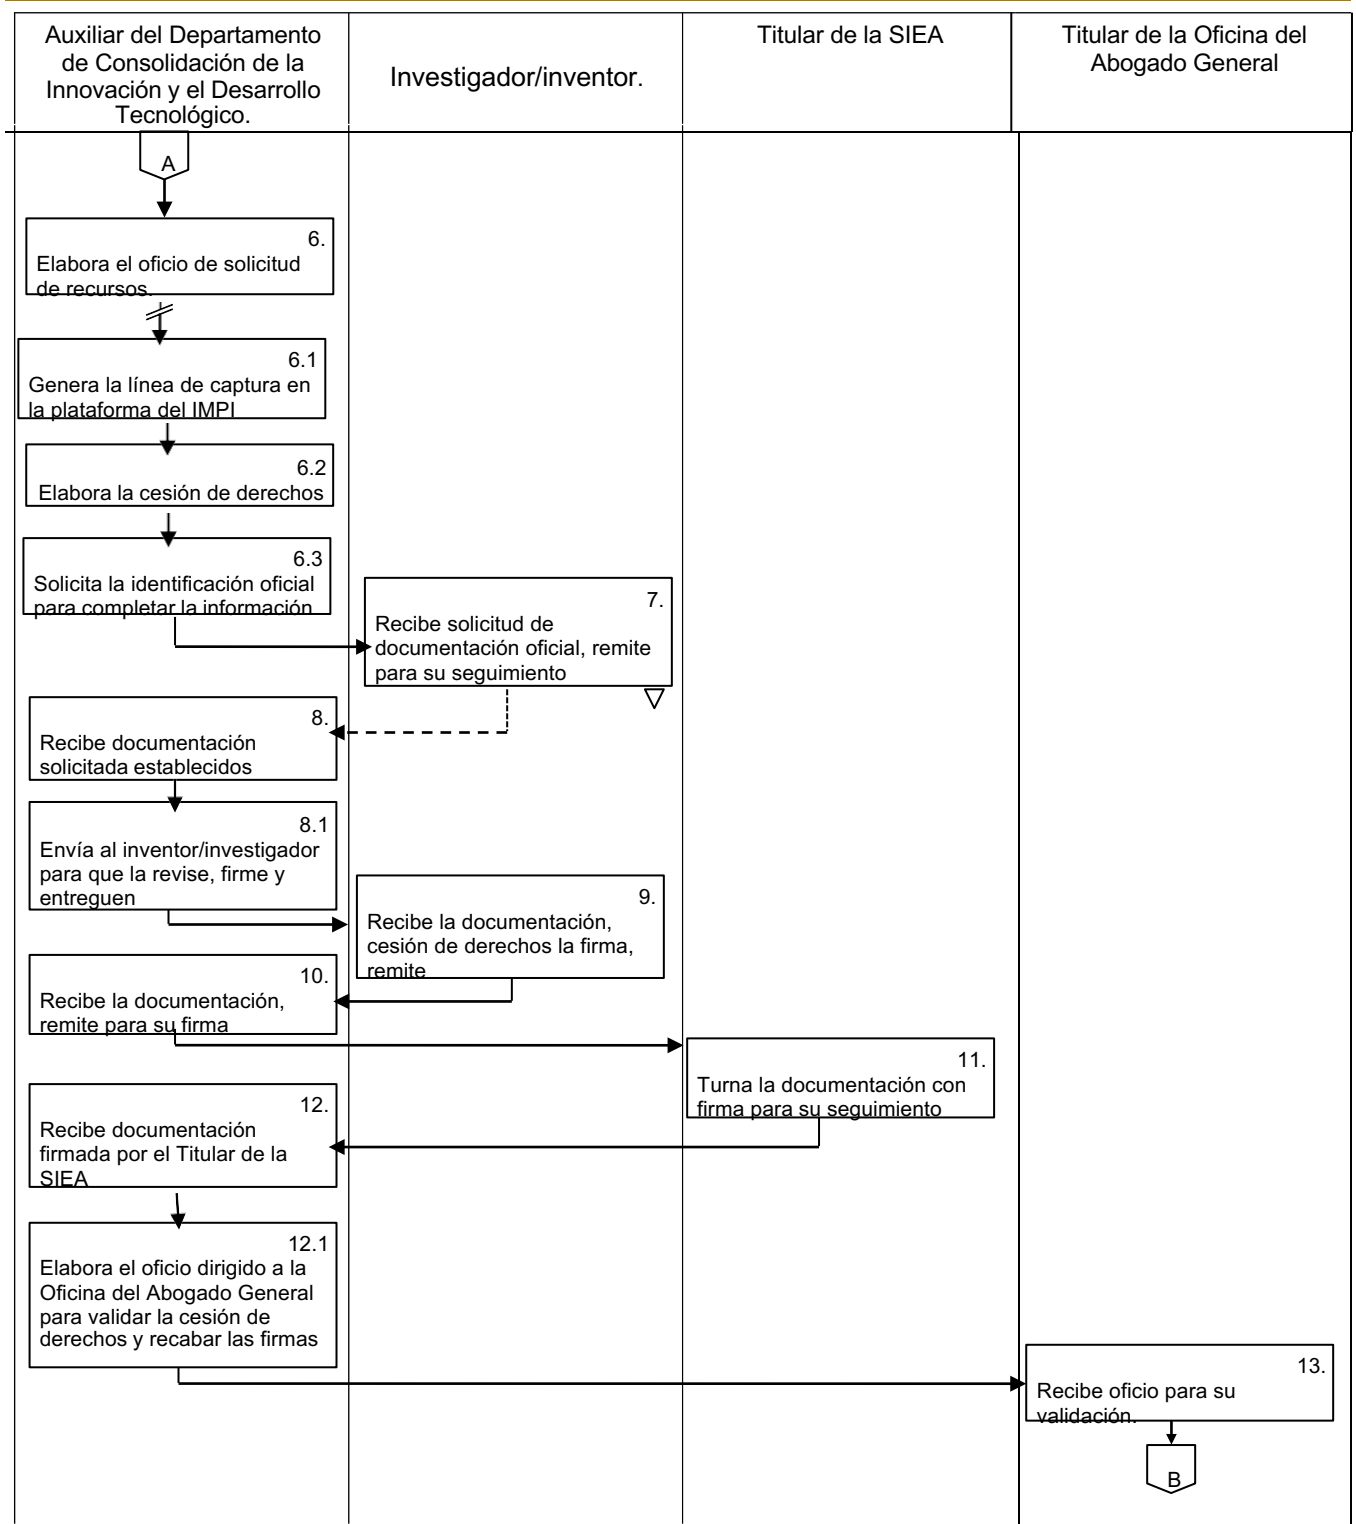 Auxiliar del Departamento
de Consolidación de la
Innovación y el Desarrollo
Tecnológico.
Investigador/inventor.
Titular de la SIEA
Titular de la Oficina del
Abogado General
A
6.
Elabora el oficio de solicitud
de recursos.
6.1
Genera la línea de captura en
la plataforma del IMPI
6.2
Elabora la cesión de derechos
6.3
Solicita la identificación oficial
para completar la información
7.
Recibe solicitud de
documentación oficial, remite
para su seguimiento
8.
Recibe documentación
solicitada establecidos
8.1
Envía al inventor/investigador
para que la revise, firme y
entreguen
9.
Recibe la documentación,
cesión de derechos la firma,
remite
10.
Recibe la documentación,
remite para su firma
11.
Turna la documentación con
firma para su seguimiento
12.
Recibe documentación
firmada por el Titular de la
SIEA
12.1
Elabora el oficio dirigido a la
Oficina del Abogado General
para validar la cesión de
derechos y recabar las firmas
13.
Recibe oficio para su
validación.
B